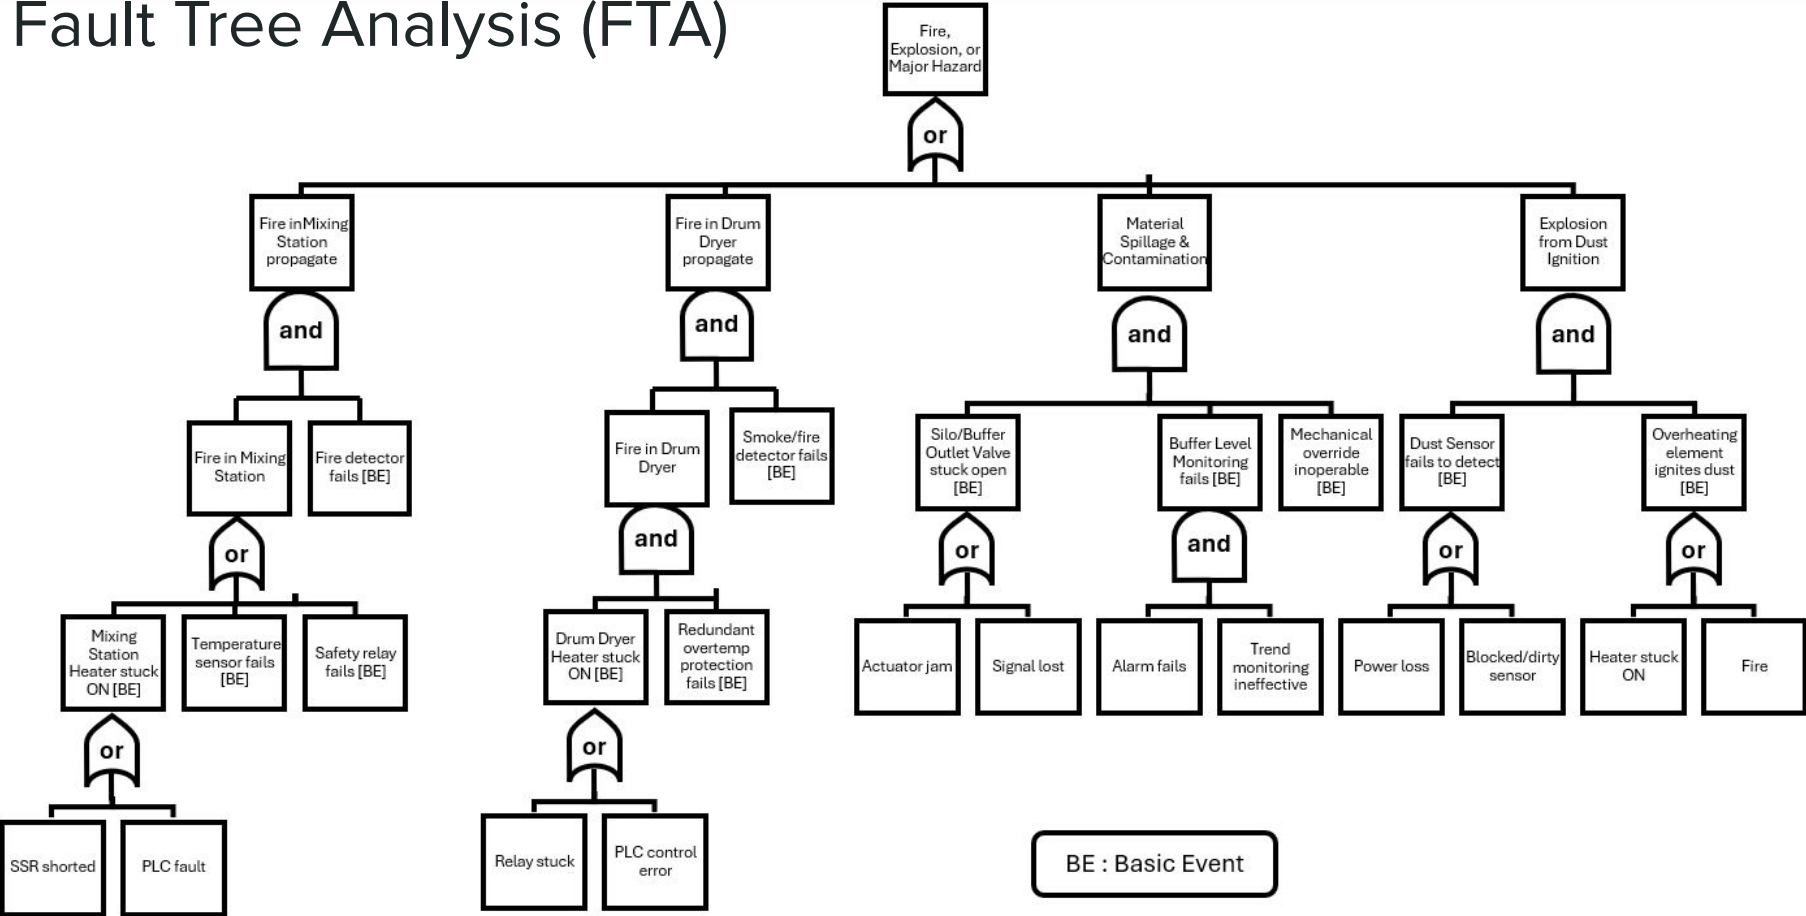 Fault Tree Analysis (FTA)
Fire,
Explosion, or
Major Hazard
or
Fire in Mixing
Station
propagate
Fire in Drum
Dryer
propagate
Material
Spillage &
Contamination
Explosion
from Dust
Ignition
and
and
and
and
Fire in Mixing
Station
Fire detector
fails [BE]
Fire in Drum
Dryer
Smoke/fire
detector fails
[BE]
Silo/Buffer
Outlet Valve
stuck open
[BE]
Buffer Level
Monitoring
fails [BE]
Mechanical
override
inoperable
[BE]
Dust Sensor
fails to detect
[BE]
Overheating
element
ignites dust
[BE]
or
and
or
and
or
or
Mixing
Station
Heater stuck
ON [BE]
Temperature
sensor fails
[BE]
Safety relay
fails [BE]
Drum Dryer
Heater stuck
ON [BE]
Redundant
overtemp
protection
fails [BE]
Actuator jam
Signal lost
Alarm fails
Trend
monitoring
ineffective
Power loss
Blocked/dirty
sensor
Heater stuck
ON
Fire
or
or
SSR shorted
PLC fault
Relay stuck
PLC control
error
BE : Basic Event